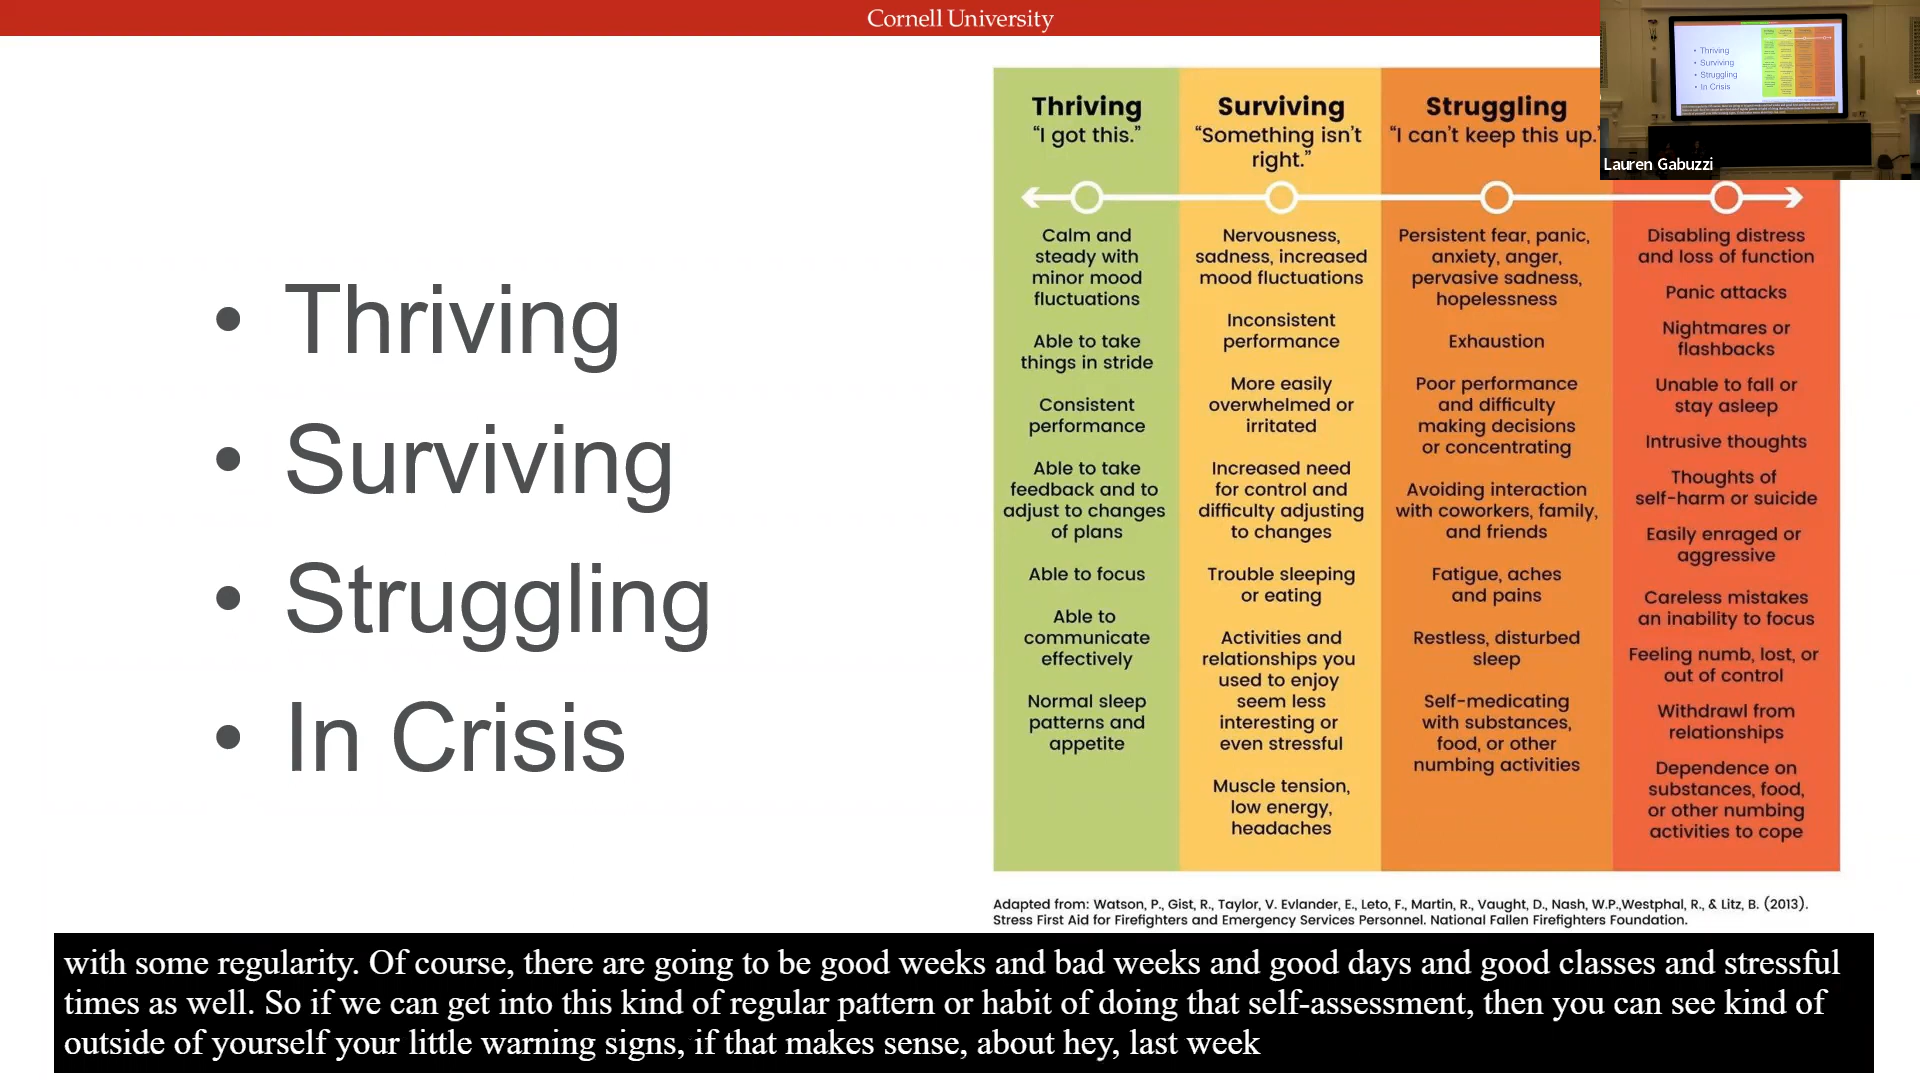 Cornell University
• Thriving
• Surviving
• Struggling
• In Crisis
Thriving
"I got this."
Calm and
steady with
minor mood
fluctuations
Able to take
things in stride
Consistent
performance
Able to take
feedback and to
adjust to changes
of plans
Able to focus
Able to
communicate
effectively
Normal sleep
patterns and
appetite
Surviving
"Something isn't
right."
Nervousness,
sadness, increased
mood fluctuations
Inconsistent
performance
More easily
overwhelmed or
irritated
Increased need
for control and
difficulty adjusting
to changes
Trouble sleeping
or eating
Activities and
relationships you
used to enjoy
seem less
interesting or
even stressful
Muscle tension,
low energy,
headaches
Struggling
"I can't keep this up."
Persistent fear, panic,
anxiety, anger,
pervasive sadness,
hopelessness
Exhaustion
Poor performance
and difficulty
making decisions
or concentrating
Avoiding interaction
with coworkers, family,
and friends
Fatigue, aches
and pains
Restless, disturbed
sleep
Self-medicating
with substances,
food, or other
numbing activities
Disabling distress
and loss of function
Panic attacks
Nightmares or
flashbacks
Unable to fall or
stay asleep
Intrusive thoughts
Thoughts of
self-harm or suicide
Easily enraged or
aggressive
Careless mistakes
an inability to focus
Feeling numb, lost, or
out of control
Withdrawl from
relationships
Dependence on
substances, food,
or other numbing
activities to cope
Adapted from: Watson, P., Gist, R., Taylor, V. Evlander, E., Leto, F., Martin, R., Vaught, D., Nash, W.P.,Westphal, R., & Litz, B. (2013).
Stress First Aid for Firefighters and Emergency Services Personnel. National Fallen Firefighters Foundation.
• Thriving
• Surviving
• Struggling
• In Crisis
Lauren Gabuzzi
with some regularity. Of course, there are going to be good weeks and bad weeks and good days and good classes and stressful
times as well. So if we can get into this kind of regular pattern or habit of doing that self-assessment, then you can see kind of
outside of yourself your little warning signs, if that makes sense, about hey, last week